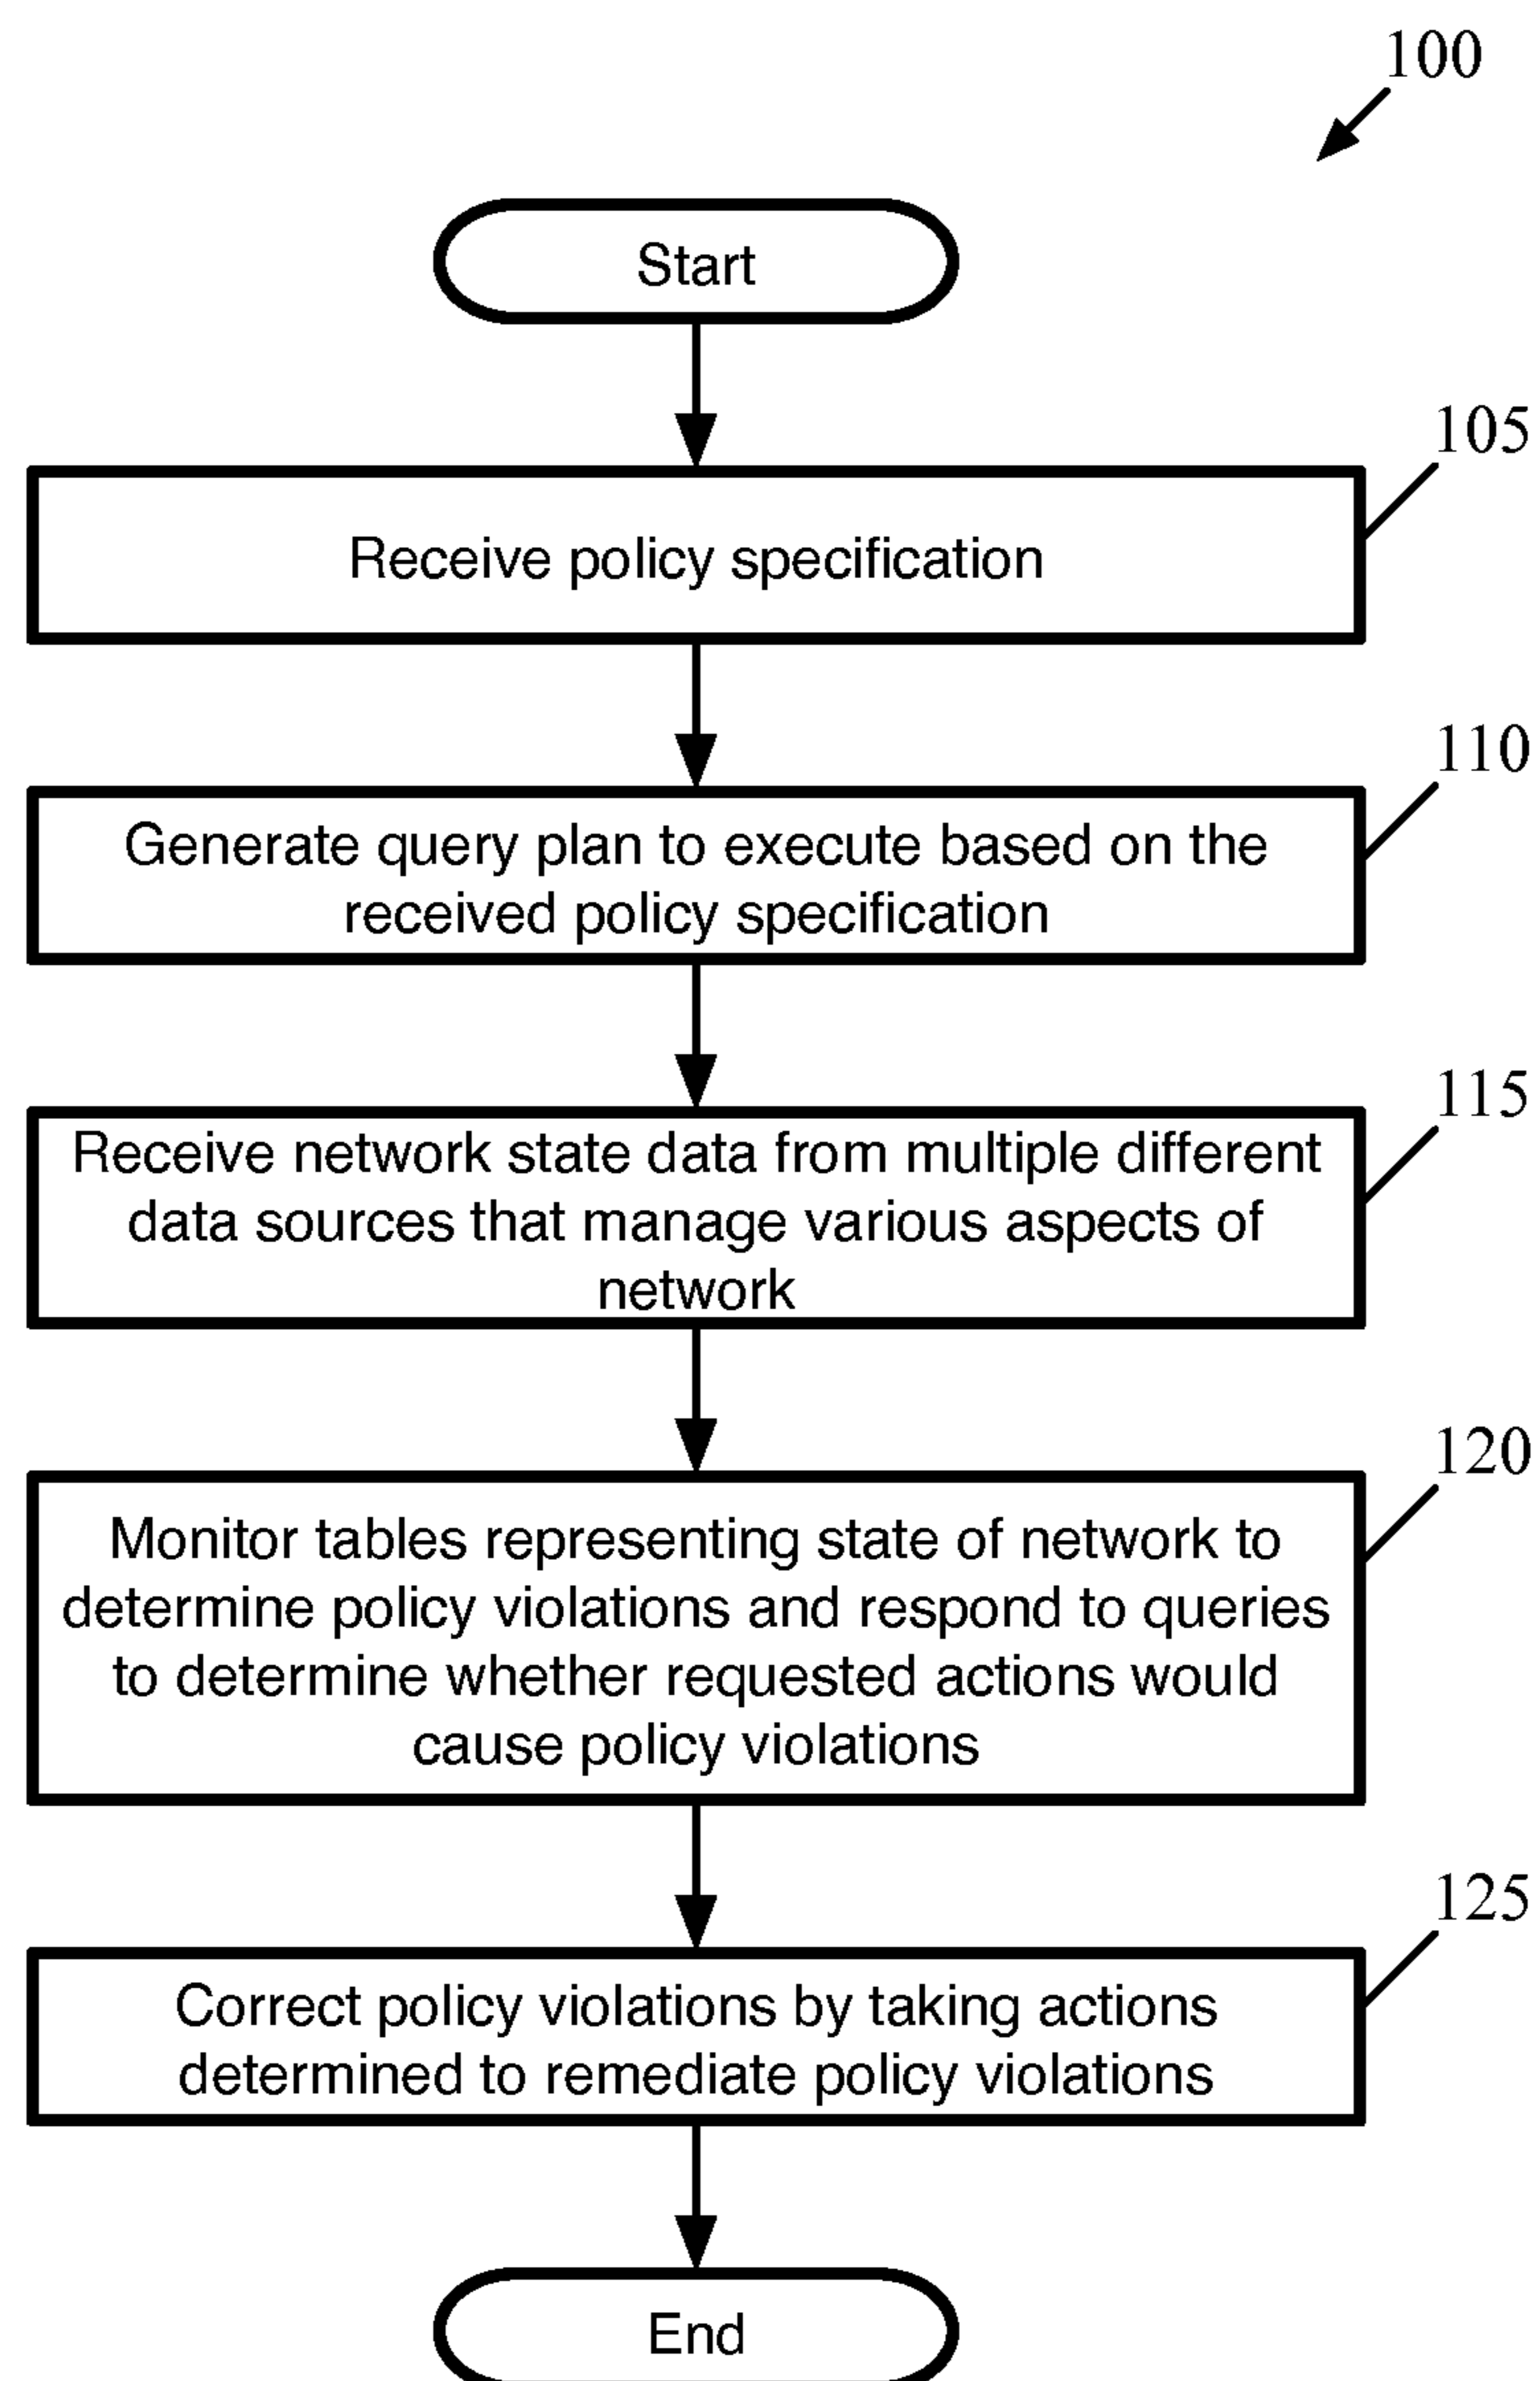 100
Start
105
Receive policy specification
110
Generate query plan to execute based on the
received policy specification
115
Receive network state data from multiple different
data sources that manage various aspects of
network
120
Monitor tables representing state of network to
determine policy violations and respond to queries
to determine whether requested actions would
cause policy violations
125
Correct policy violations by taking actions
determined to remediate policy violations
End